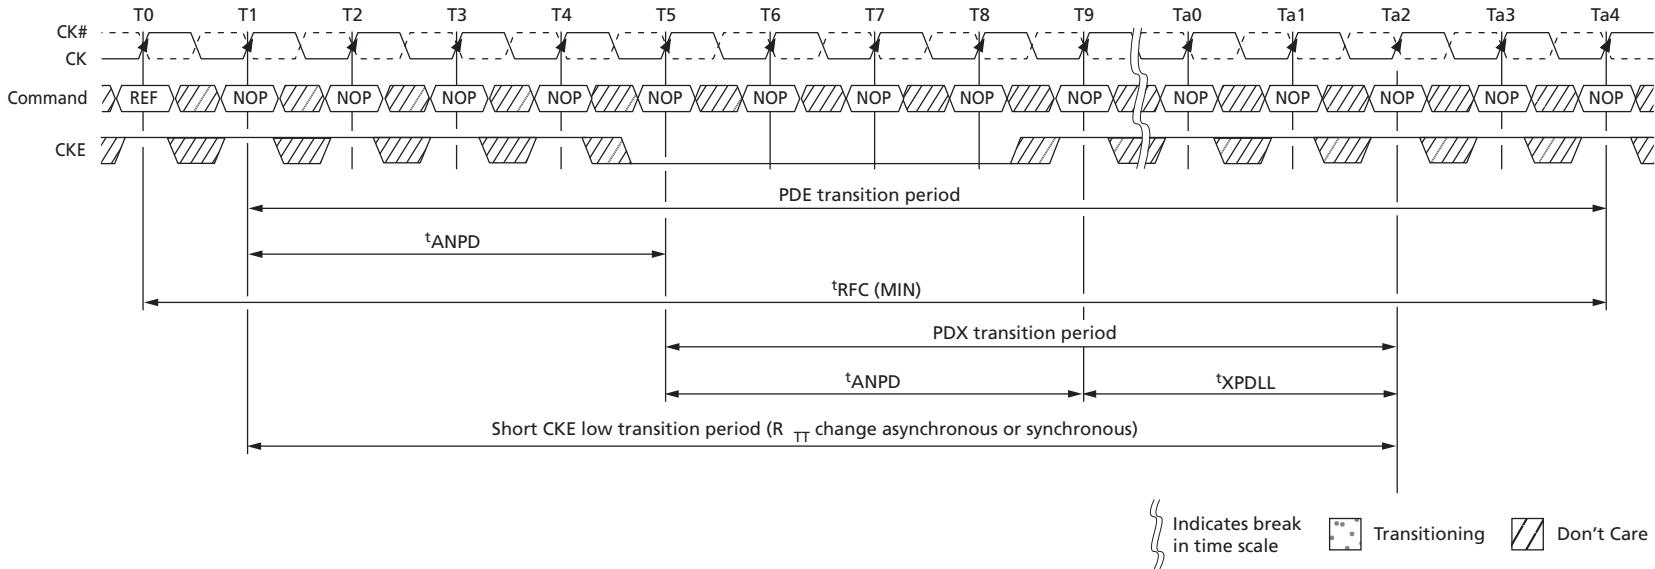 T0 T1 T2 T3 T4 T5 T6 T7 T8 T9 Ta0 Ta1 Ta2 Ta3 Ta4
CK#
CK
Command REF NOP NOP NOP NOP NOP NOP NOP NOP NOP NOP NOP NOP NOP NOP
CKE
PDE transition period
tANPD
tRFC (MIN)
PDX transition period
tANPD tXPDLL
Short CKE low transition period (R TT change asynchronous or synchronous)
Indicates break
in time scale
Transitioning
Don't Care